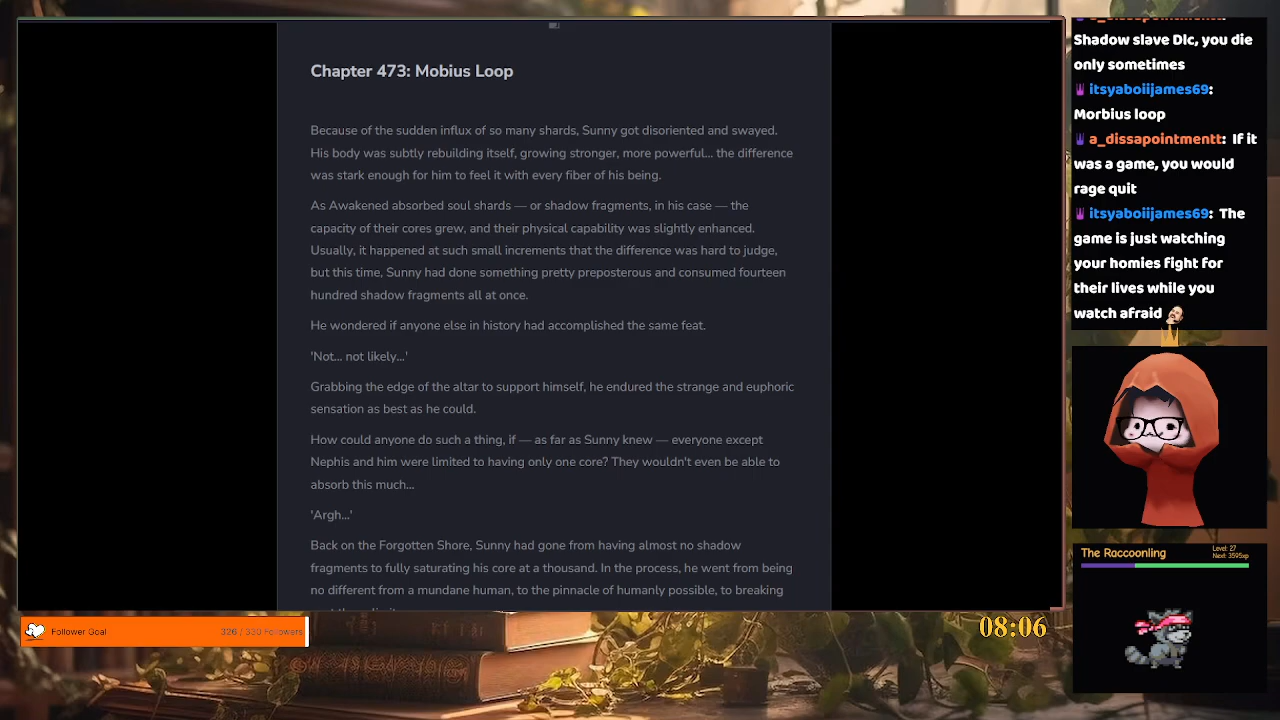 Chapter 473: Mobius Loop
Because of the sudden influx of so many shards, Sunny got disoriented and swayed.
His body was subtly rebuilding itself, growing stronger, more powerful... the difference
was stark enough for him to feel it with every fiber of his being.
As Awakened absorbed soul shards — or shadow fragments, in his case — the
capacity of their cores grew, and their physical capability was slightly enhanced.
Usually, it happened at such small increments that the difference was hard to judge,
but this time, Sunny had done something pretty preposterous and consumed fourteen
hundred shadow fragments all at once.
He wondered if anyone else in history had accomplished the same feat.
'Not... not likely...'
Grabbing the edge of the altar to support himself, he endured the strange and euphoric
sensation as best as he could.
How could anyone do such a thing, if — as far as Sunny knew — everyone except
Nephis and him were limited to having only one core? They wouldn't even be able to
absorb this much...
'Argh...'
Back on the Forgotten Shore, Sunny had gone from having almost no shadow
fragments to fully saturating his core at a thousand. In the process, he went from being
no different from a mundane human, to the pinnacle of humanly possible, to breaking
Shadow slave Dlc, you die
only sometimes
itsyaboiijames69:
Morbius loop
a_dissapointmentt: If it
was a game, you would
rage quit
itsyaboiijames69: The
game is just watching
your homies fight for
their lives while you
watch afraid
The Raccoonling
Level: 27
Next: 3595xp
Follower Goal
326 / 330 Followers
08:06